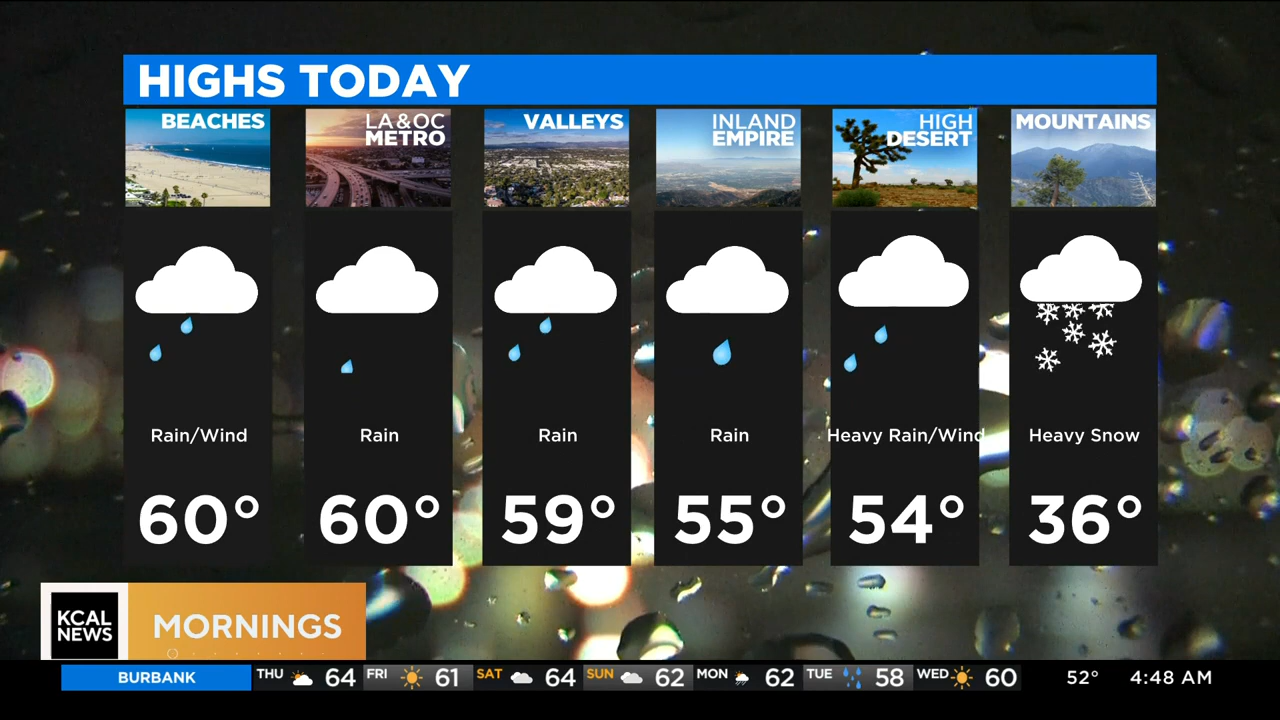 HIGHS TODAY
BEACHES
Rain/Wind
60°
LA & OC
METRO
Rain
60°
VALLEYS
Rain
59°
INLAND
EMPIRE
Rain
55°
HIGH
DESERT
Heavy Rain/Wind
54°
MOUNTAINS
Heavy Snow
36°
KCAL
NEWS
MORNINGS
BURBANK THU 64 FRI 61 SAT 64 SUN 62 MON 62 TUE 58 WED 60 52° 4:48 AM